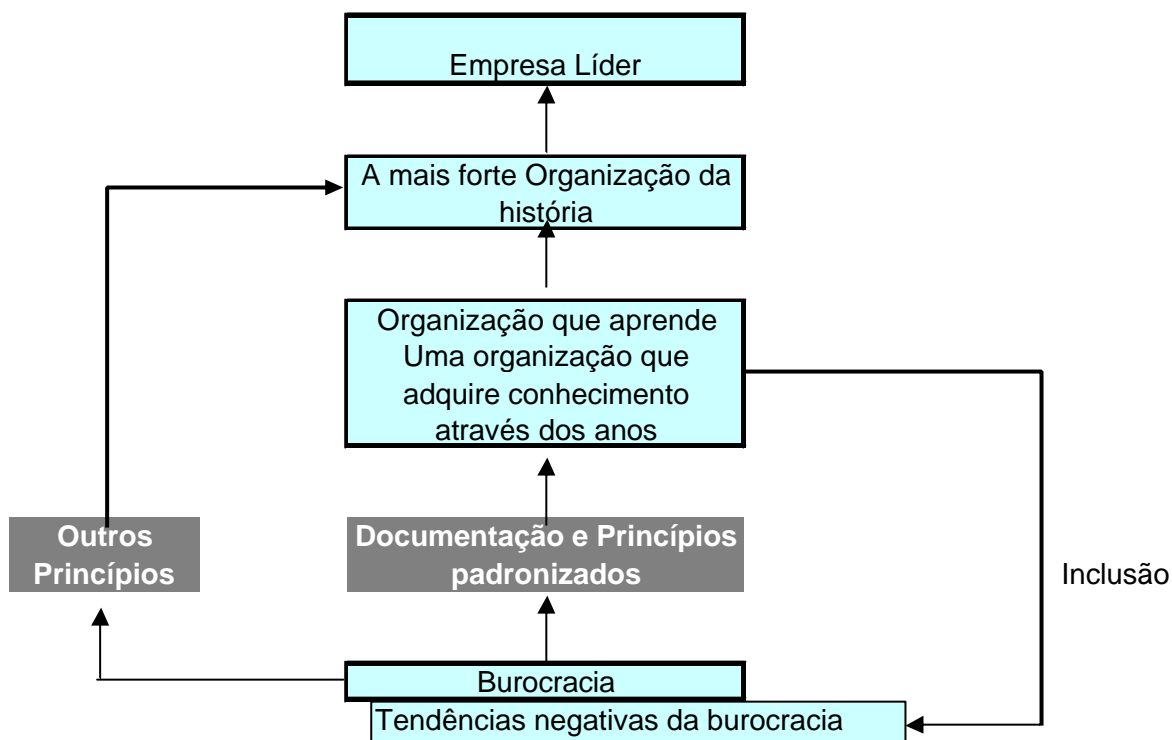 Empresa Líder
A mais forte Organização da
história
Organização que aprende
Uma organização que
adquire conhecimento
através dos anos
Outros
Princípios
Documentação e Princípios
padronizados
Inclusão
Burocracia
Tendências negativas da burocracia